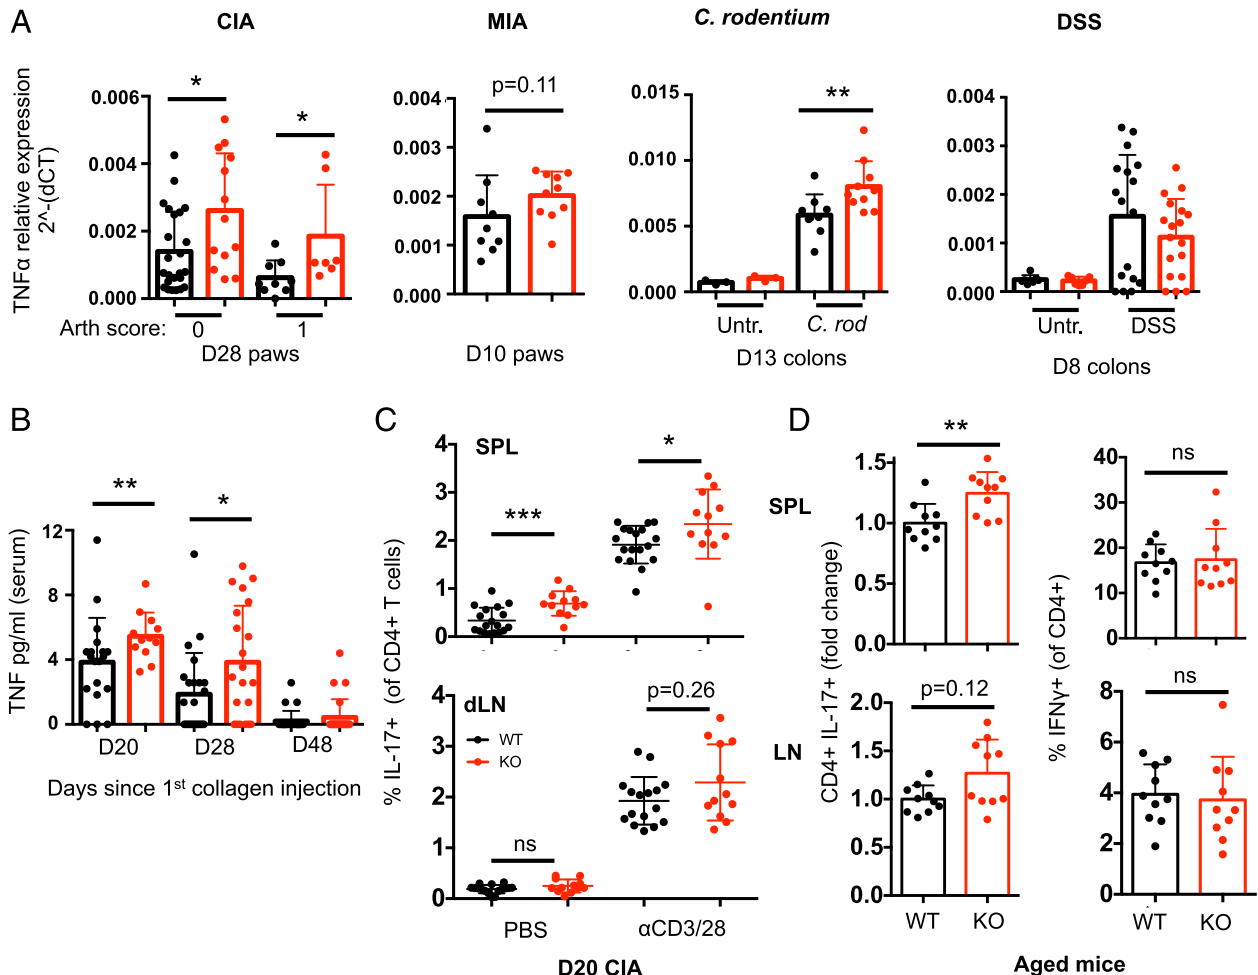 A
CIA
MIA
C. rodentium
DSS
TNFα relative expression
2^-(dCT)
*
*
0.006
0.004
0.002
0.000
Arth score:
0
1
D28 paws
p=0.11
0.004
0.003
0.002
0.001
0.000
D10 paws
**
0.015
0.010
0.005
0.000
Untr.
C. rod
D13 colons
0.004
0.003
0.002
0.001
0.000
Untr.
DSS
D8 colons
B
TNF pg/ml (serum)
**
*
12
8
4
0
D20
D28
D48
Days since 1st collagen injection
C
% IL-17+ (of CD4+ T cells)
SPL
***
*
4
3
2
1
0
dLN
WT
KO
p=0.26
ns
4
3
2
1
0
PBS
αCD3/28
D20 CIA
D
SPL
LN
CD4+ IL-17+ (fold change)
**
1.5
1.0
0.5
0.0
p=0.12
2.0
1.5
1.0
0.5
0.0
WT
KO
% IFNγ+ (of CD4+)
ns
40
30
20
10
0
ns
8
6
4
2
0
WT
KO
Aged mice